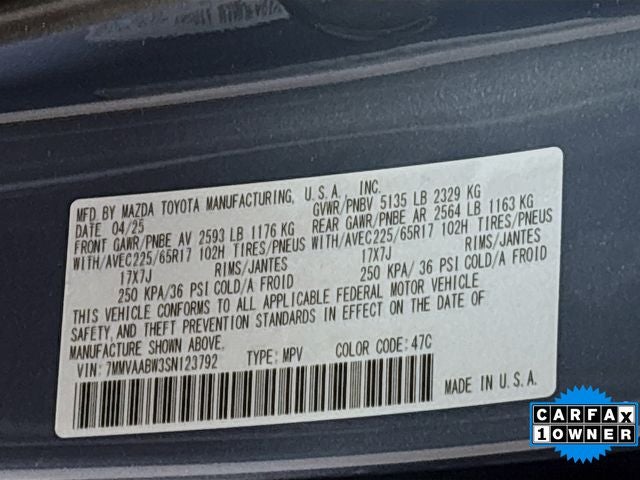 MFD BY MAZDA TOYOTA MANUFACTURING, U.S.A. INC.
DATE 04/25 GVWR/PNBV 5135 LB 2329 KG
FRONT GAWR/PNBE AV 2593 LB 1176 KG REAR GAWR/PNBE AR 2564 LB 1163 KG
WITH/AVEC225/65R17 102H TIRES/PNEUS WITH/AVEC225/65R17 102H TIRES/PNEUS
17X7J RIMS/JANTES 17X7J RIMS/JANTES
250 KPA/36 PSI COLD/A FROID 250 KPA/36 PSI COLD/A FROID
THIS VEHICLE CONFORMS TO ALL APPLICABLE FEDERAL MOTOR VEHICLE
SAFETY, AND THEFT PREVENTION STANDARDS IN EFFECT ON THE DATE OF
MANUFACTURE SHOWN ABOVE.
VIN: 7MMVAABW3SN123792 TYPE: MPV COLOR CODE: 47C
MADE IN U.S.A.
CARFAX
1 OWNER